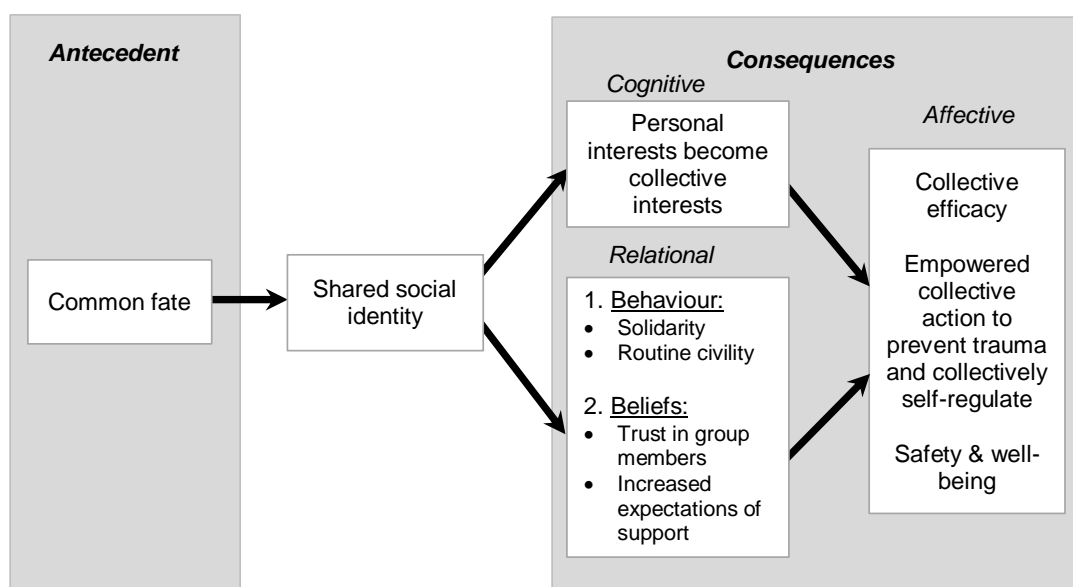 Antecedent
Common fate
Shared social
identity
Consequences
Cognitive
Personal
interests become
collective
interests
Relational
1. Behaviour:
• Solidarity
• Routine civility
2. Beliefs:
• Trust in group
members
• Increased
expectations of
support
Affective
Collective
efficacy
Empowered
collective
action to
prevent trauma
and collectively
self-regulate
Safety & well-
being